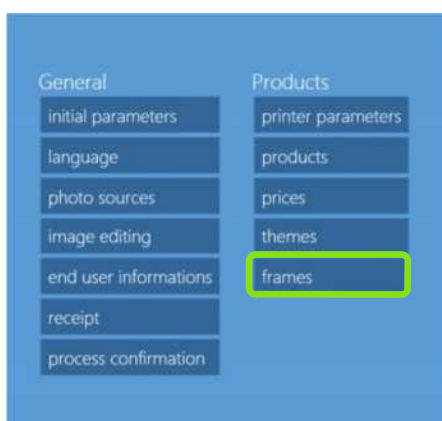 General
initial parameters
language
photo sources
image editing
end user informations
receipt
process confirmation
Products
printer parameters
products
prices
themes
frames